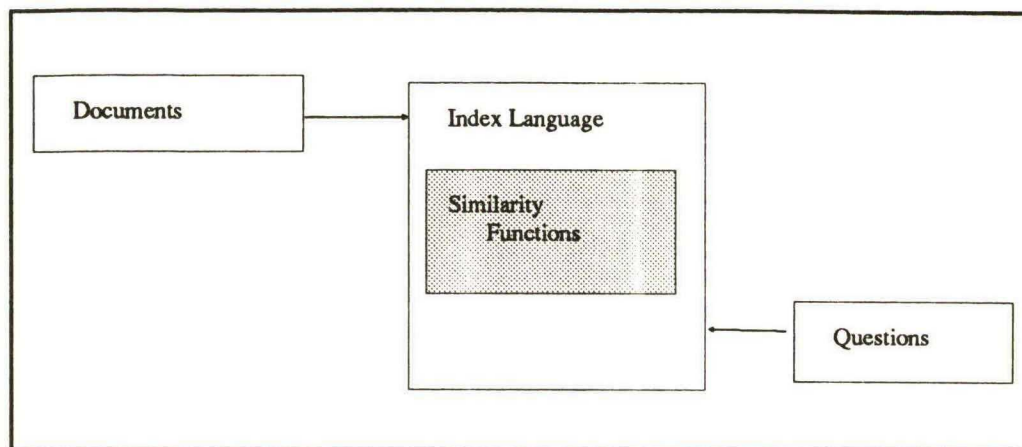 Documents
Index Language
Similarity
Functions
Questions